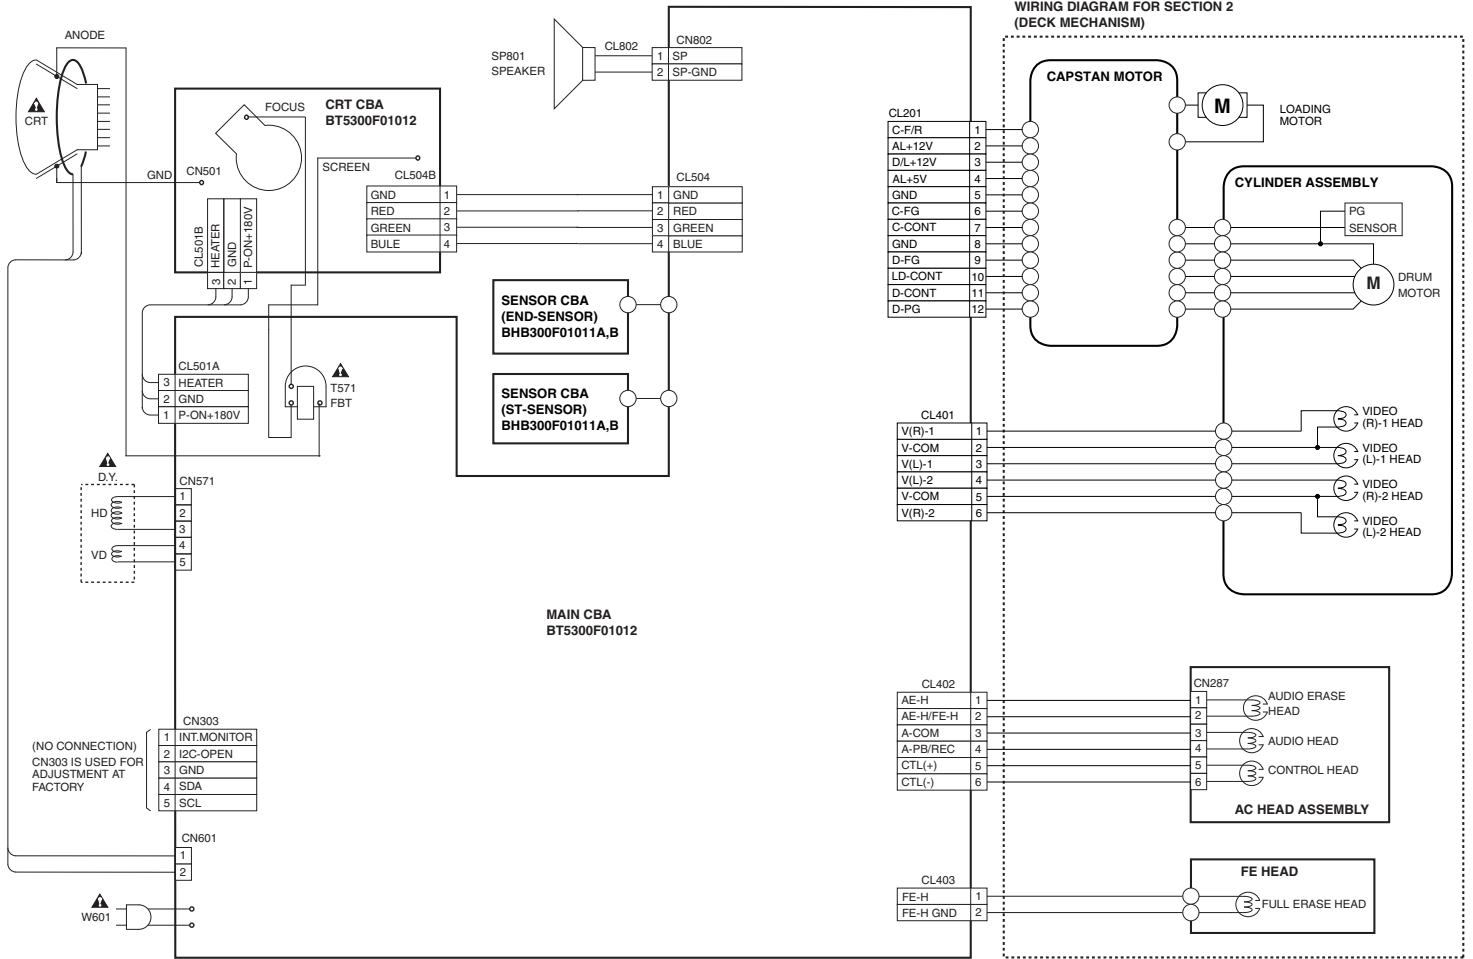 WIRING DIAGRAM FOR SECTION 2
(DECK MECHANISM)
ANODE
CRT
GND
CN501
FOCUS
CRT CBA
BT5300F01012
SCREEN
CL504B
GND 1
RED 2
GREEN 3
BULE 4
CL501B
HEATER
GND
P-ON+180V
3
2
1
CL501A
3 HEATER
2 GND
1 P-ON+180V
T571
FBT
SP801
SPEAKER
CL802
CN802
1 SP
2 SP-GND
CL504
1 GND
2 RED
3 GREEN
4 BLUE
SENSOR CBA
(END-SENSOR)
BHB300F01011A,B
SENSOR CBA
(ST-SENSOR)
BHB300F01011A,B
D.Y.
HD
VD
CN571
1
2
3
4
5
MAIN CBA
BT5300F01012
CN303
1 INT.MONITOR
2 I2C-OPEN
3 GND
4 SDA
5 SCL
(NO CONNECTION)
CN303 IS USED FOR
ADJUSTMENT AT
FACTORY
CN601
1
2
W601
CL201
C-F/R 1
AL+12V 2
D/L+12V 3
AL+5V 4
GND 5
C-FG 6
C-CONT 7
GND 8
D-FG 9
LD-CONT 10
D-CONT 11
D-PG 12
CAPSTAN MOTOR
M
LOADING
MOTOR
CYLINDER ASSEMBLY
PG
SENSOR
M
DRUM
MOTOR
CL401
V(R)-1 1
V-COM 2
V(L)-1 3
V(L)-2 4
V-COM 5
V(R)-2 6
VIDEO
(R)-1 HEAD
VIDEO
(L)-1 HEAD
VIDEO
(R)-2 HEAD
VIDEO
(L)-2 HEAD
CL402
AE-H 1
AE-H/FE-H 2
A-COM 3
A-PB/REC 4
CTL(+) 5
CTL(-) 6
CN287
1
2
3
4
5
6
AUDIO ERASE
HEAD
AUDIO HEAD
CONTROL HEAD
AC HEAD ASSEMBLY
CL403
FE-H 1
FE-H GND 2
FE HEAD
FULL ERASE HEAD